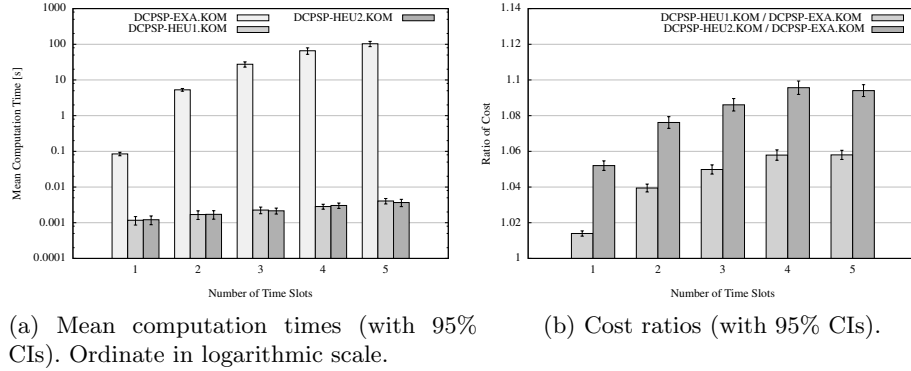 DCPSP-EXA.KOM
DCPSP-HEU1.KOM
DCPSP-HEU2.KOM
Mean Computation Time [s]
1000
100
10
1
0.1
0.01
0.001
0.0001
1 2 3 4 5
Number of Time Slots
(a) Mean computation times (with 95%
CIs). Ordinate in logarithmic scale.
DCPSP-HEU1.KOM / DCPSP-EXA.KOM
DCPSP-HEU2.KOM / DCPSP-EXA.KOM
Ratio of Cost
1.14
1.12
1.1
1.08
1.06
1.04
1.02
1
1 2 3 4 5
Number of Time Slots
(b) Cost ratios (with 95% CIs).